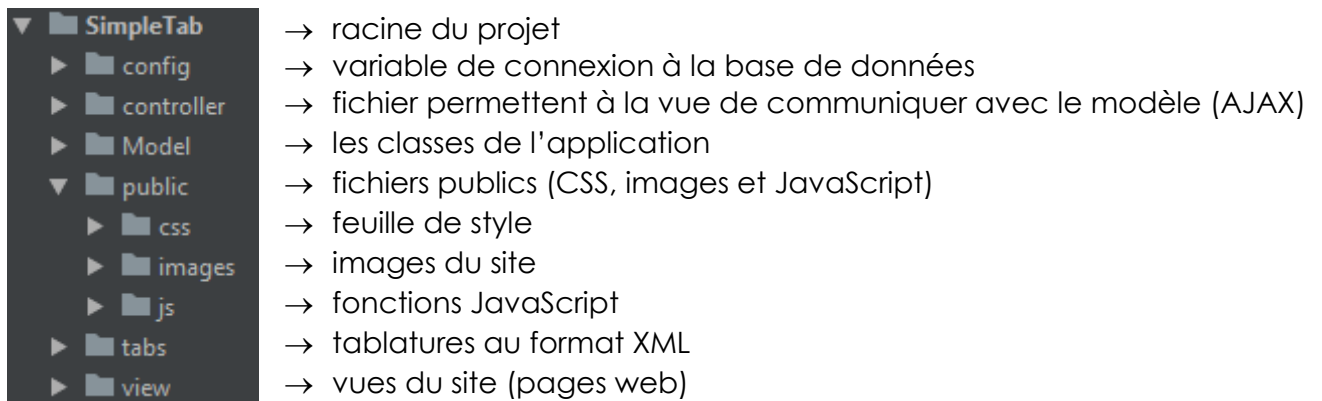 SimpleTab → racine du projet
config → variable de connexion à la base de données
controller → fichier permettent à la vue de communiquer avec le modèle (AJAX)
Model → les classes de l’application
public → fichiers publics (CSS, images et JavaScript)
css → feuille de style
images → images du site
js → fonctions JavaScript
tabs → tablatures au format XML
view → vues du site (pages web)